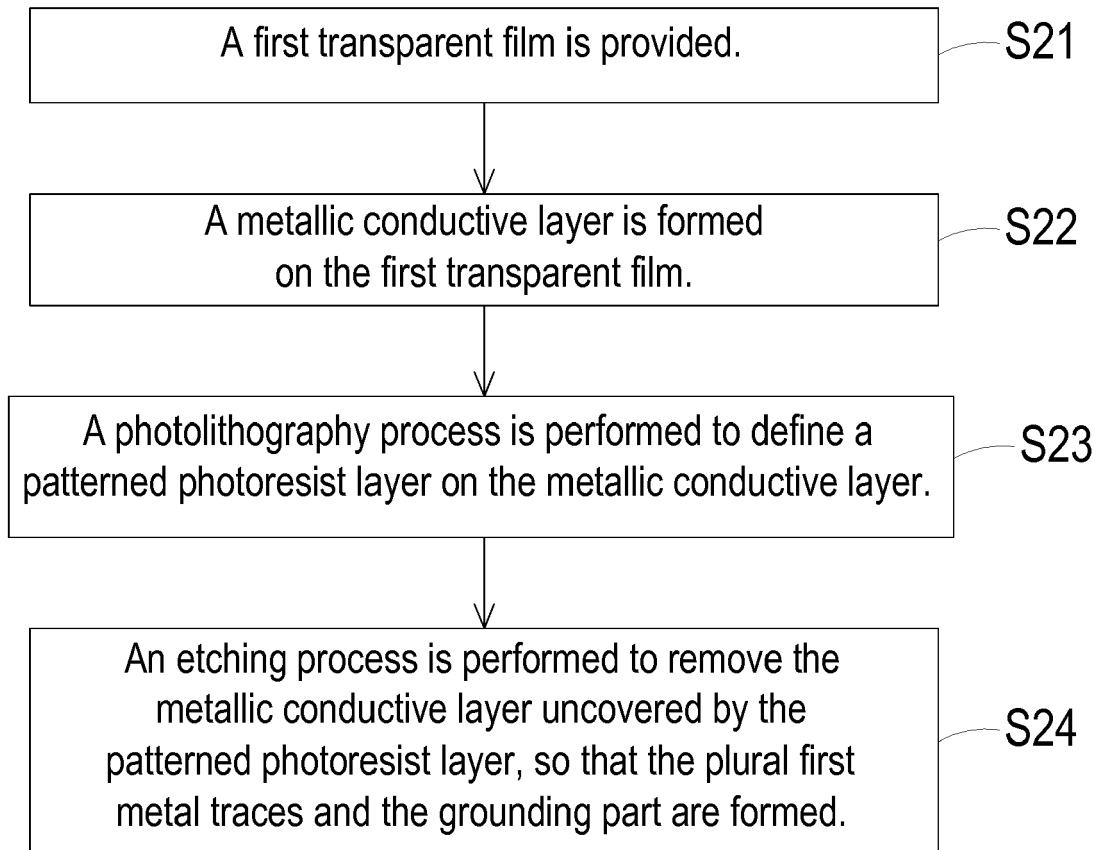 A first transparent film is provided.
S21
A metallic conductive layer is formed
on the first transparent film.
S22
A photolithography process is performed to define a
patterned photoresist layer on the metallic conductive layer.
S23
An etching process is performed to remove the
metallic conductive layer uncovered by the
patterned photoresist layer, so that the plural first
metal traces and the grounding part are formed.
S24